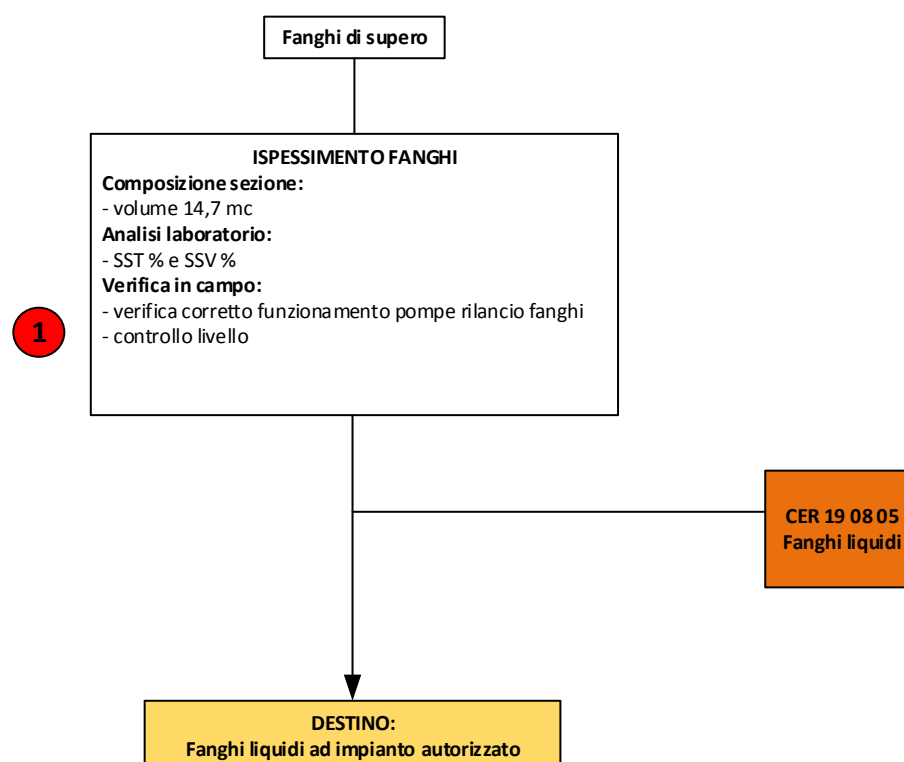 Fanghi di supero
ISPESSIMENTO FANGHI
Composizione sezione:
- volume 14,7 mc
Analisi laboratorio:
- SST % e SSV %
Verifica in campo:
- verifica corretto funzionamento pompe rilancio fanghi
- controllo livello
1
CER 19 08 05
Fanghi liquidi
DESTINO:
Fanghi liquidi ad impianto autorizzato